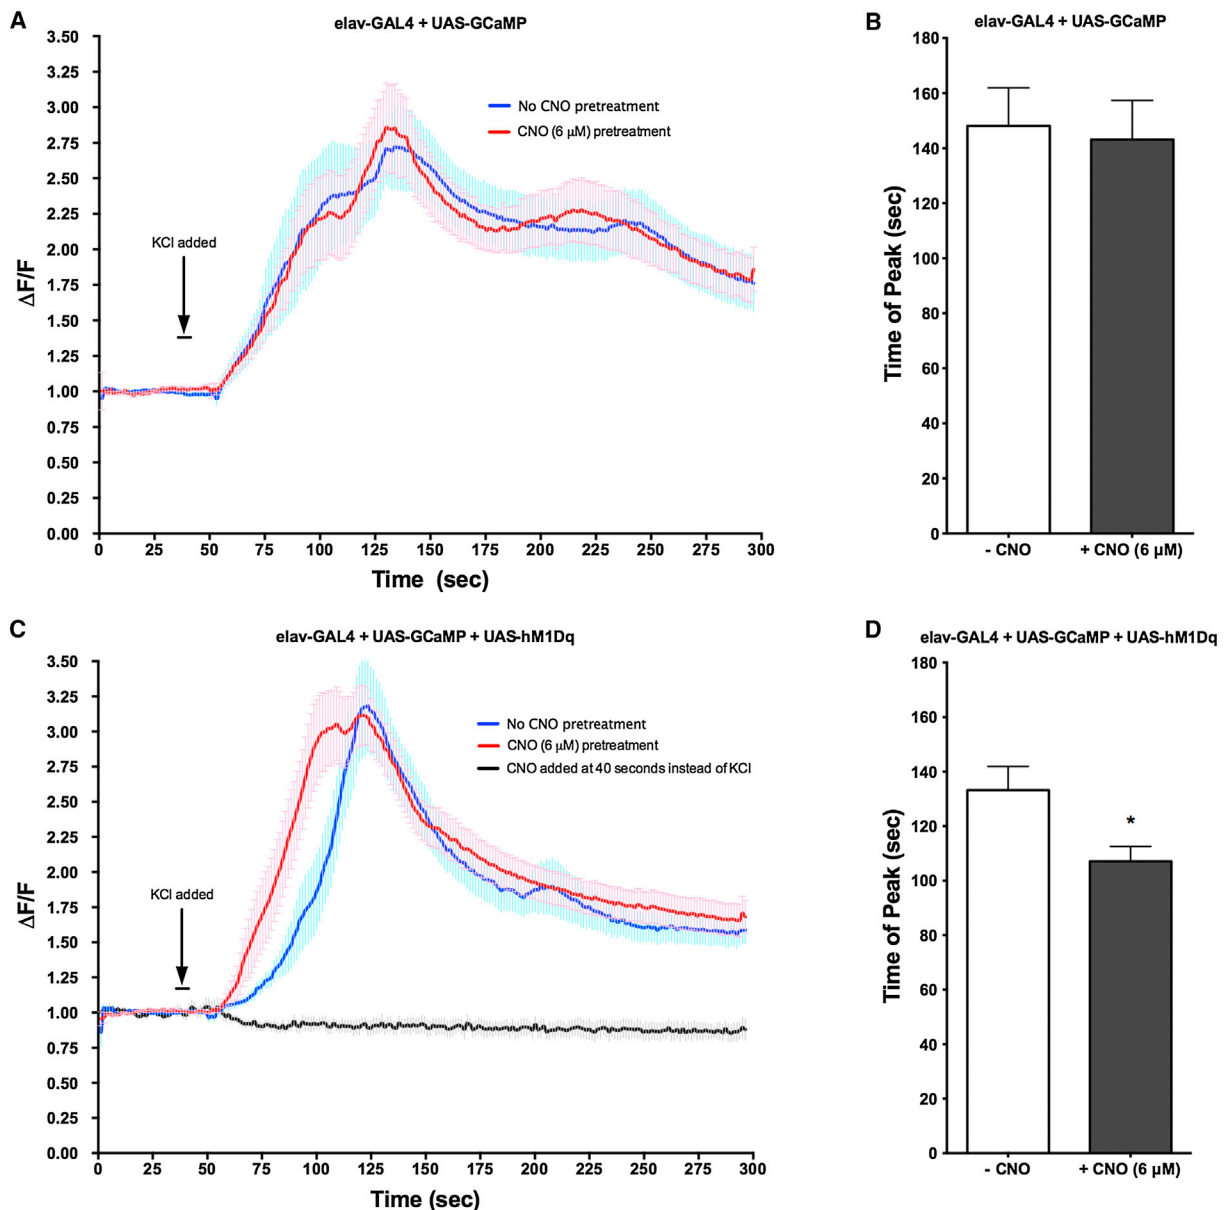 A
elav-GAL4 + UAS-GCaMP
3.50
3.25
3.00
2.75
2.50
2.25
2.00
1.75
1.50
1.25
1.00
0.75
0.50
0.25
0.00
ΔF/F
No CNO pretreatment
CNO (6 µM) pretreatment
KCl added
0 25 50 75 100 125 150 175 200 225 250 275 300
Time (sec)
B
elav-GAL4 + UAS-GCaMP
180
160
140
120
100
80
60
40
20
0
Time of Peak (sec)
- CNO + CNO (6 µM)
C
elav-GAL4 + UAS-GCaMP + UAS-hM1Dq
3.50
3.25
3.00
2.75
2.50
2.25
2.00
1.75
1.50
1.25
1.00
0.75
0.50
0.25
0.00
ΔF/F
No CNO pretreatment
CNO (6 µM) pretreatment
CNO added at 40 seconds instead of KCl
KCl added
0 25 50 75 100 125 150 175 200 225 250 275 300
Time (sec)
D
elav-GAL4 + UAS-GCaMP + UAS-hM1Dq
180
160
140
120
100
80
60
40
20
0
Time of Peak (sec)
*
- CNO + CNO (6 µM)